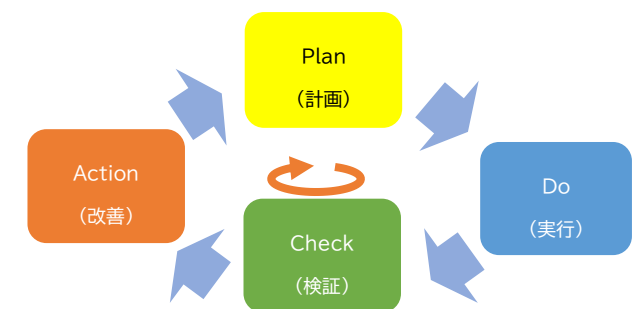 Plan
（計画）
Do
（実行）
Check
（検証）
Action
（改善）